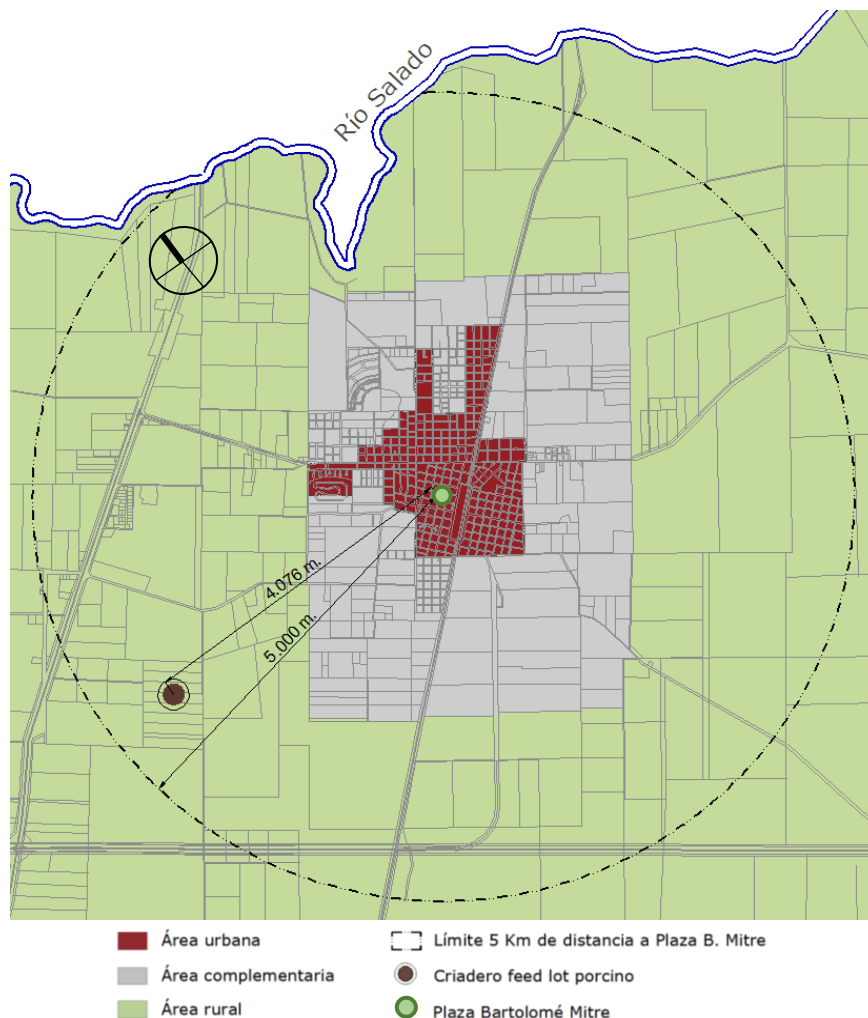 Río Salado
4.076 m.
5.000 m.
Área urbana
Límite 5 Km de distancia a Plaza B. Mitre
Área complementaria
Criadero feed lot porcino
Área rural
Plaza Bartolomé Mitre